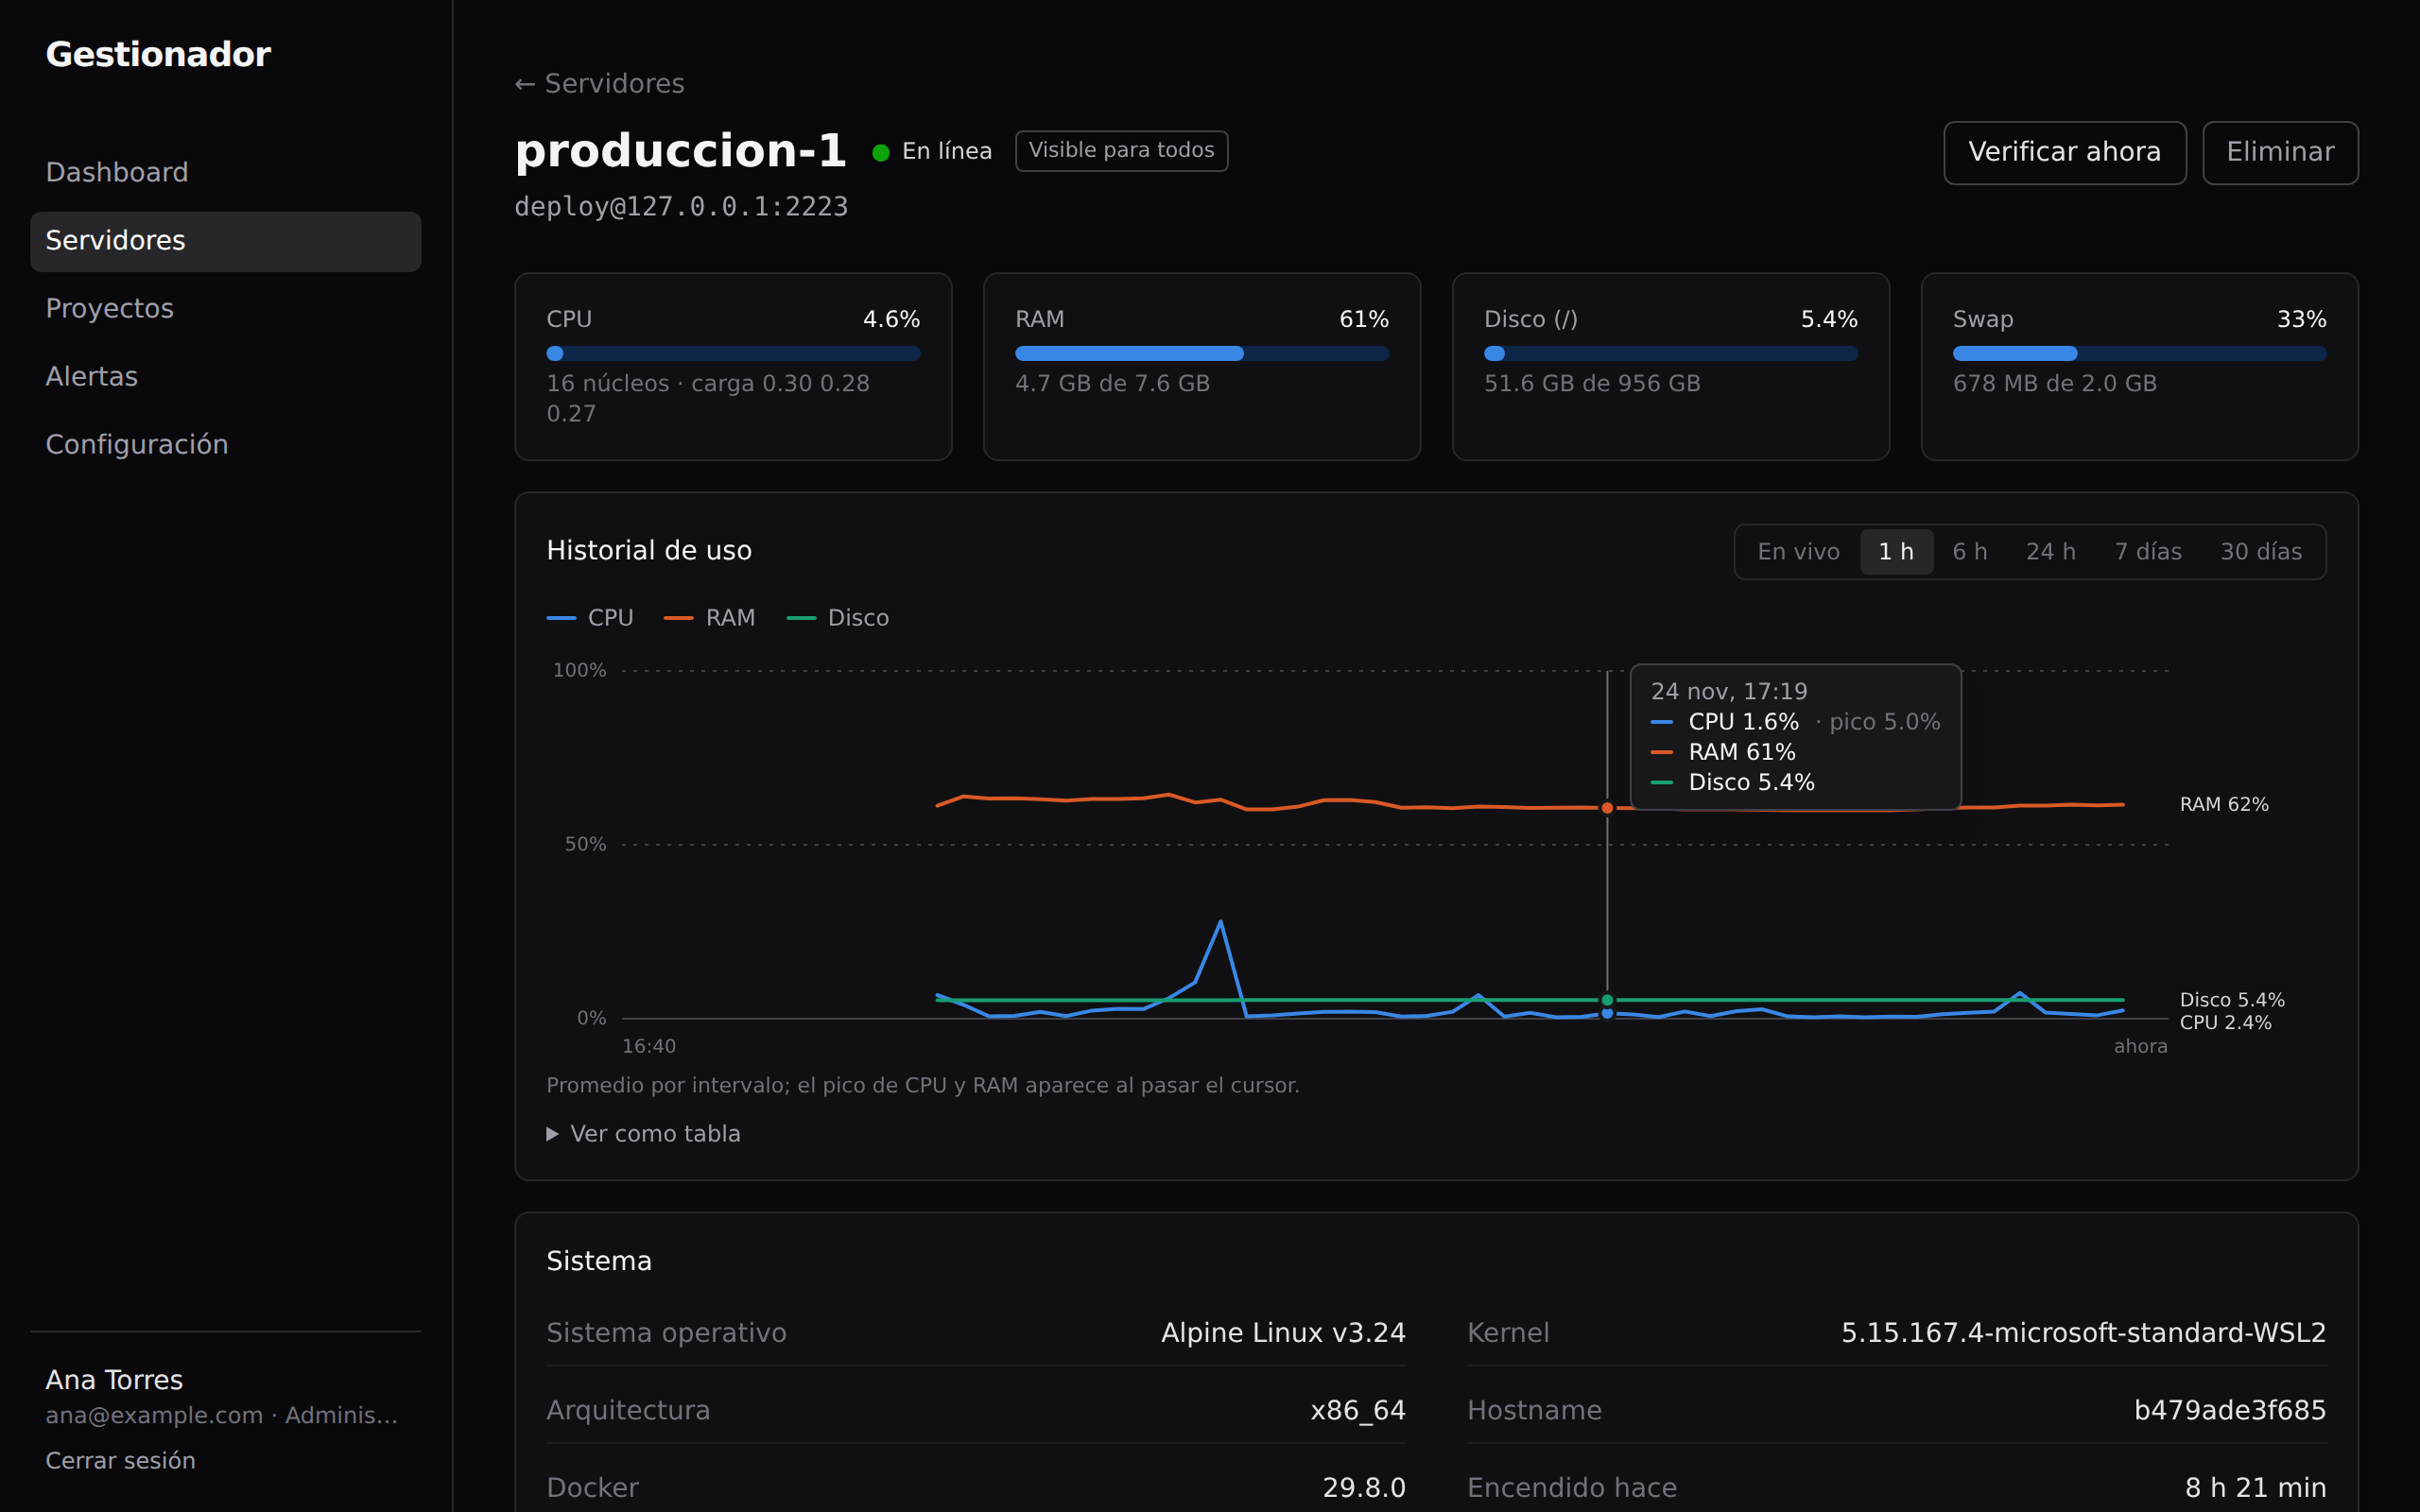 Gestionador
Dashboard
Servidores
Proyectos
Alertas
Configuración
Ana Torres
ana@example.com · Adminis...
Cerrar sesión
← Servidores
produccion-1 En línea Visible para todos
Verificar ahora Eliminar
deploy@127.0.0.1:2223
CPU 4.6%
16 núcleos · carga 0.30 0.28
0.27
RAM 61%
4.7 GB de 7.6 GB
Disco (/) 5.4%
51.6 GB de 956 GB
Swap 33%
678 MB de 2.0 GB
Historial de uso
En vivo 1 h 6 h 24 h 7 días 30 días
CPU RAM Disco
100%
24 nov, 17:19
CPU 1.6% · pico 5.0%
RAM 61%
Disco 5.4%
RAM 62%
50%
Disco 5.4%
0%
CPU 2.4%
16:40 ahora
Promedio por intervalo; el pico de CPU y RAM aparece al pasar el cursor.
▶ Ver como tabla
Sistema
Sistema operativo Alpine Linux v3.24
Kernel 5.15.167.4-microsoft-standard-WSL2
Arquitectura x86_64
Hostname b479ade3f685
Docker 29.8.0
Encendido hace 8 h 21 min